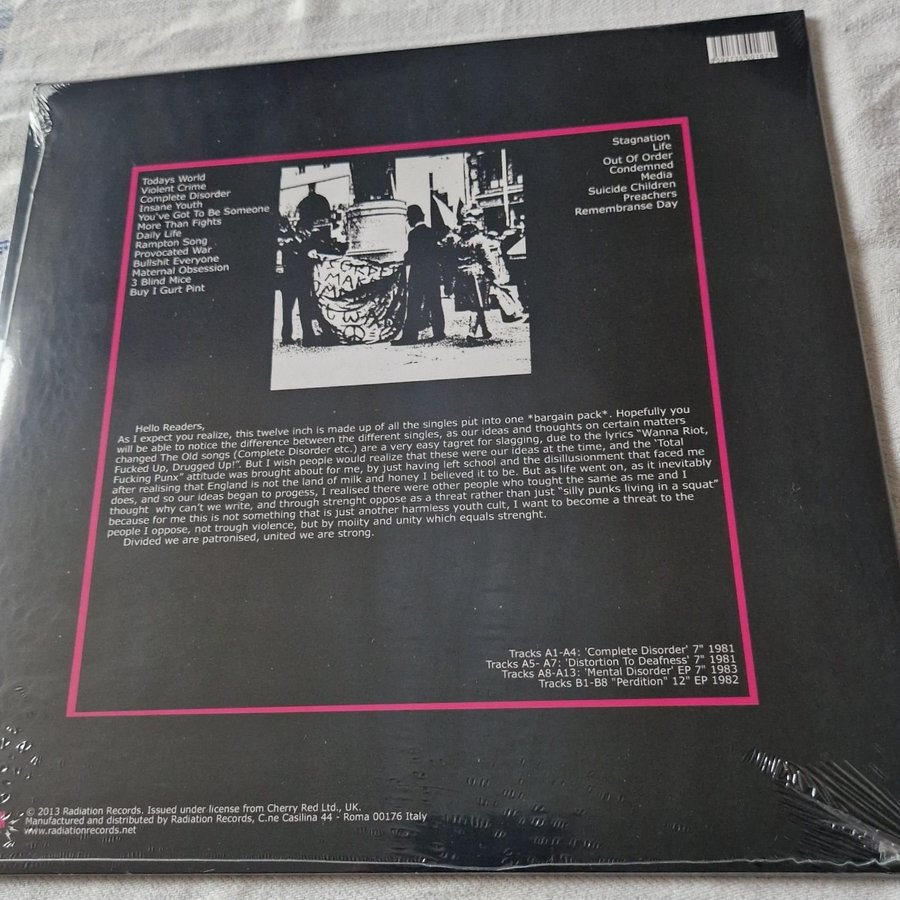 Todays World
Violent Crime
Complete Disorder
Insane Youth
You've Got To Be Someone
More Than Fights
Daily Life
Rampton Song
Provocated War
Bullshit Everyone
Maternal Obsession
3 Blind Mice
Buy I Gurt Pint
Stagnation
Life
Out Of Order
Condemned
Media
Suicide Children
Preachers
Remembranse Day
Hello Readers,
As I expect you realize, this twelve inch is made up of all the singles put into one *bargain pack*. Hopefully you
will be able to notice the difference between the different singles, as our ideas and thoughts on certain matters
changed The Old songs (Complete Disorder etc.) are a very easy tagret for slagging, due to the lyrics "Wanna Riot,
Fucked Up, Drugged Up!". But I wish people would realize that these were our ideas at the time, and the 'Total
Fucking Punx" attitude was brought about for me, by just having left school and the disillusionment that faced me
after realising that England is not the land of milk and honey I believed it to be. But as life went on, as it inevitably
does, and so our ideas began to progess, I realised there were other people who tought the same as me and I
thought why can't we write, and through strenght oppose as a threat rather than just "silly punks living in a squat"
because for me this is not something that is just another harmless youth cult, I want to become a threat to the
people I oppose, not trough violence, but by moiity and unity which equals strenght.
Divided we are patronised, united we are strong.
Tracks A1-A4: 'Complete Disorder' 7" 1981
Tracks A5- A7: 'Distortion To Deafness' 7" 1981
Tracks A8-A13: 'Mental Disorder' EP 7" 1983
Tracks B1-B8 "Perdition" 12" EP 1982
© 2013 Radiation Records. Issued under license from Cherry Red Ltd., UK.
Manufactured and distributed by Radiation Records, C.ne Casilina 44 - Roma 00176 Italy
www.radiationrecords.net